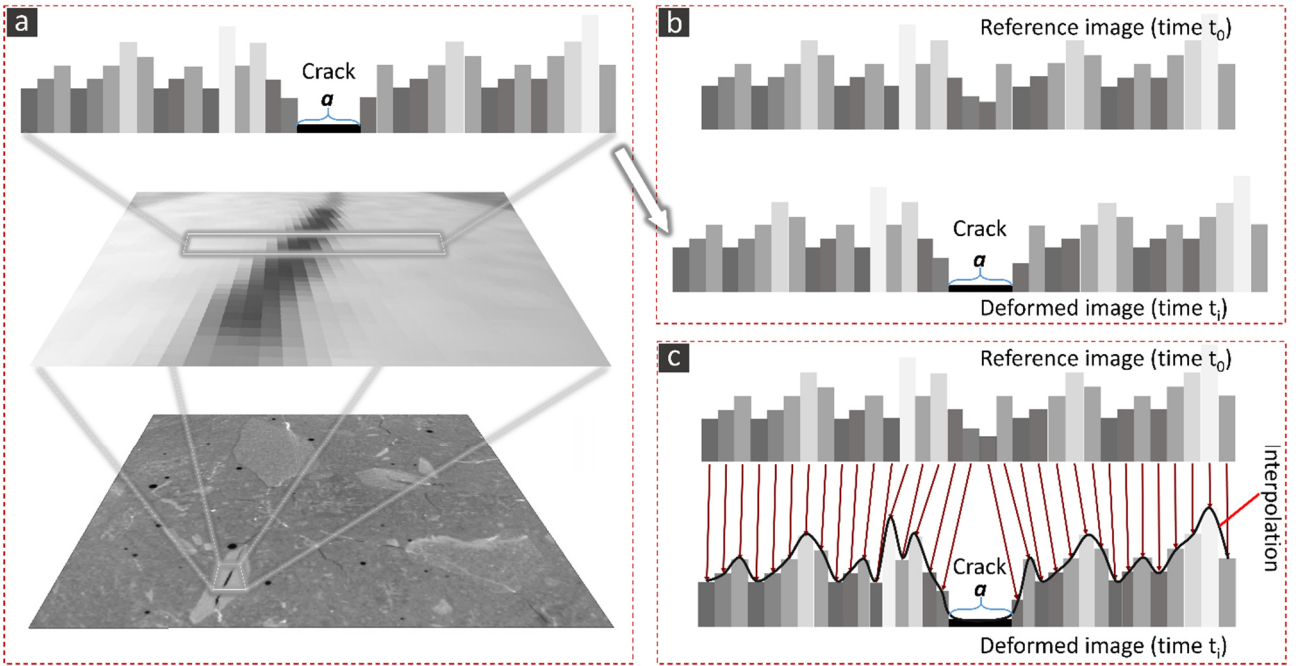 a
Crack
a
b
Reference image (time t0)
Crack
a
Deformed image (time ti)
c
Reference image (time t0)
Interpolation
Crack
a
Deformed image (time ti)